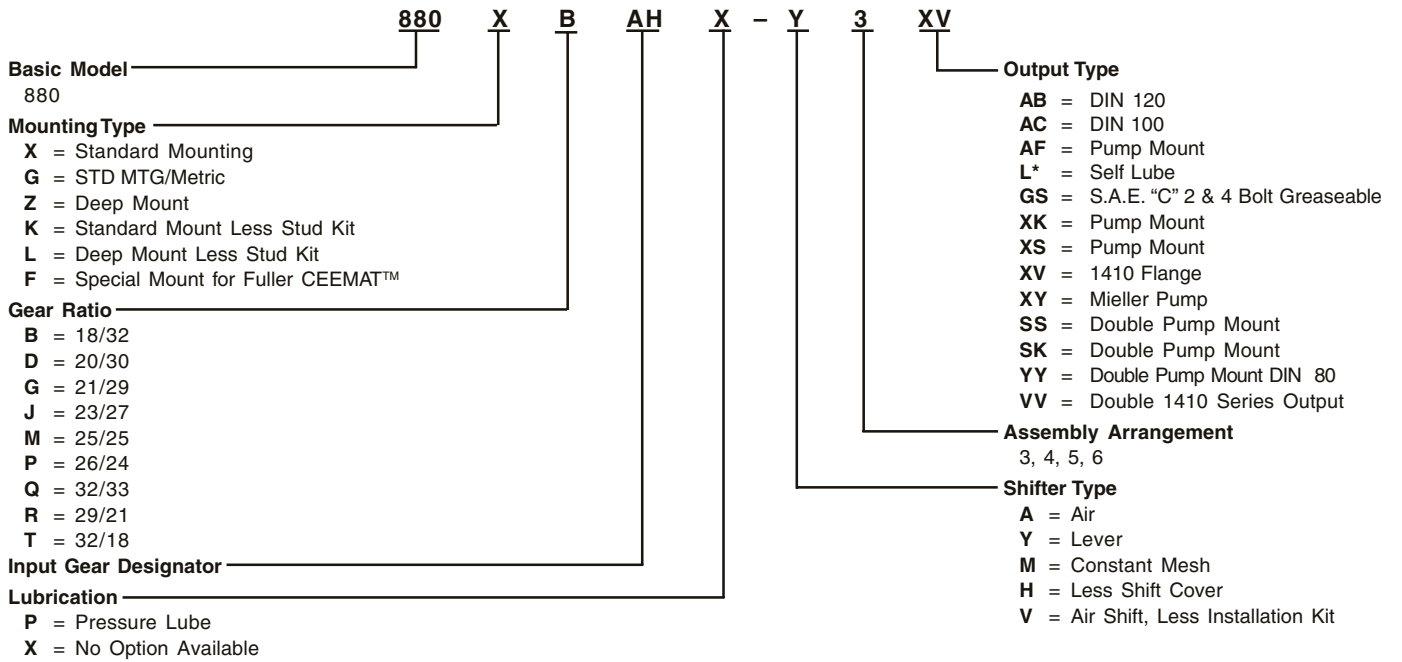 880 X B AH X – Y 3 XV
Basic Model
880
Mounting Type
X = Standard Mounting
G = STD MTG/Metric
Z = Deep Mount
K = Standard Mount Less Stud Kit
L = Deep Mount Less Stud Kit
F = Special Mount for Fuller CEEMAT™
Gear Ratio
B = 18/32
D = 20/30
G = 21/29
J = 23/27
M = 25/25
P = 26/24
Q = 32/33
R = 29/21
T = 32/18
Input Gear Designator
Lubrication
P = Pressure Lube
X = No Option Available
Output Type
AB = DIN 120
AC = DIN 100
AF = Pump Mount
L* = Self Lube
GS = S.A.E. “C” 2 & 4 Bolt Greaseable
XK = Pump Mount
XS = Pump Mount
XV = 1410 Flange
XY = Mieller Pump
SS = Double Pump Mount
SK = Double Pump Mount
YY = Double Pump Mount DIN 80
VV = Double 1410 Series Output
Assembly Arrangement
3, 4, 5, 6
Shifter Type
A = Air
Y = Lever
M = Constant Mesh
H = Less Shift Cover
V = Air Shift, Less Installation Kit